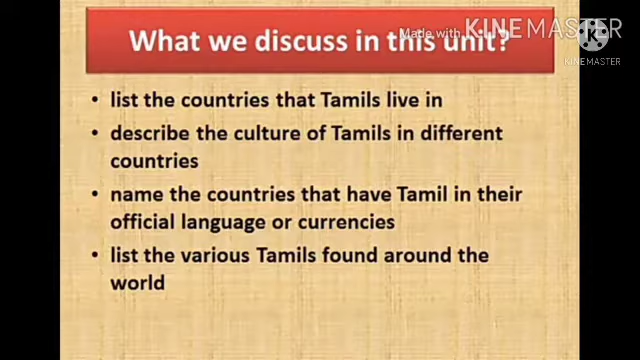 What we discuss in this unit?
Made with KINEMASTER
KINEMASTER
• list the countries that Tamils live in
• describe the culture of Tamils in different
countries
• name the countries that have Tamil in their
official language or currencies
• list the various Tamils found around the
world